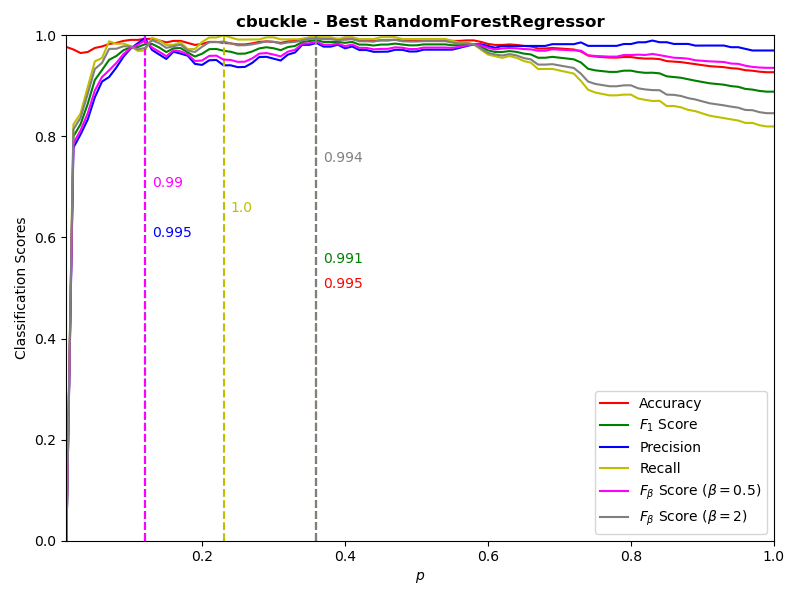 cbuckle - Best RandomForestRegressor
1.0
0.8
0.6
0.4
0.2
0.0
Classification Scores
0.994
0.99
1.0
0.995
0.991
0.995
Accuracy
F₁ Score
Precision
Recall
Fᵦ Score (β = 0.5)
Fᵦ Score (β = 2)
0.2 0.4 0.6 0.8 1.0
p